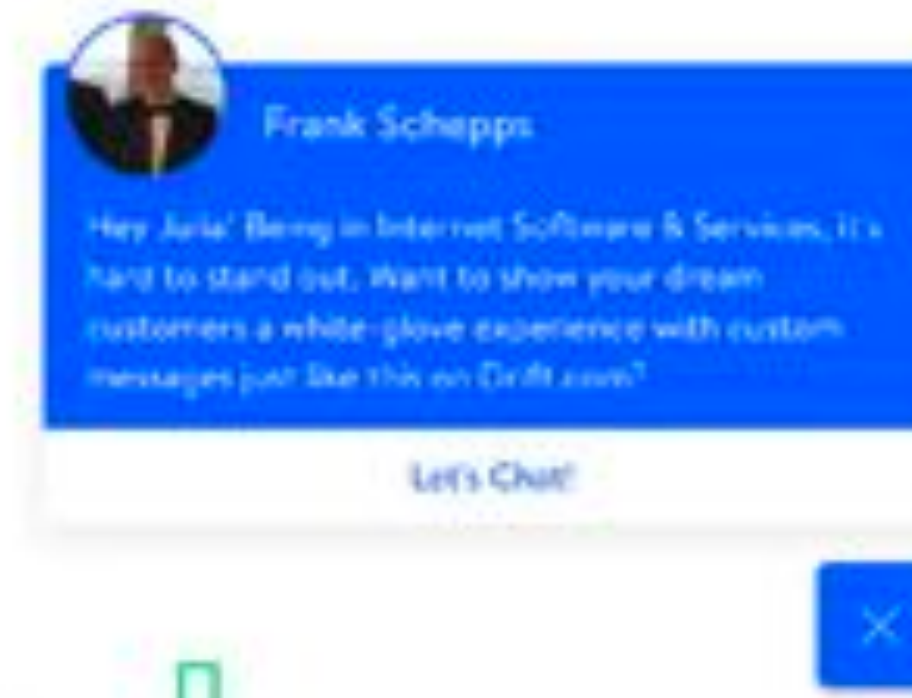 Frank Schepps
Hey Julia! Being in Internet Software & Services, it's
hard to stand out. Want to show your dream
customers a white-glove experience with custom
messages just like this on Drift.com?
Let's Chat!